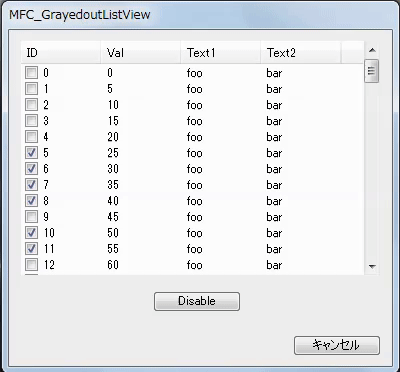 MFC_GrayedoutListView
ID Val Text1 Text2
0 0 foo bar
1 5 foo bar
2 10 foo bar
3 15 foo bar
4 20 foo bar
5 25 foo bar
6 30 foo bar
7 35 foo bar
8 40 foo bar
9 45 foo bar
10 50 foo bar
11 55 foo bar
12 60 foo bar
Disable
キャンセル